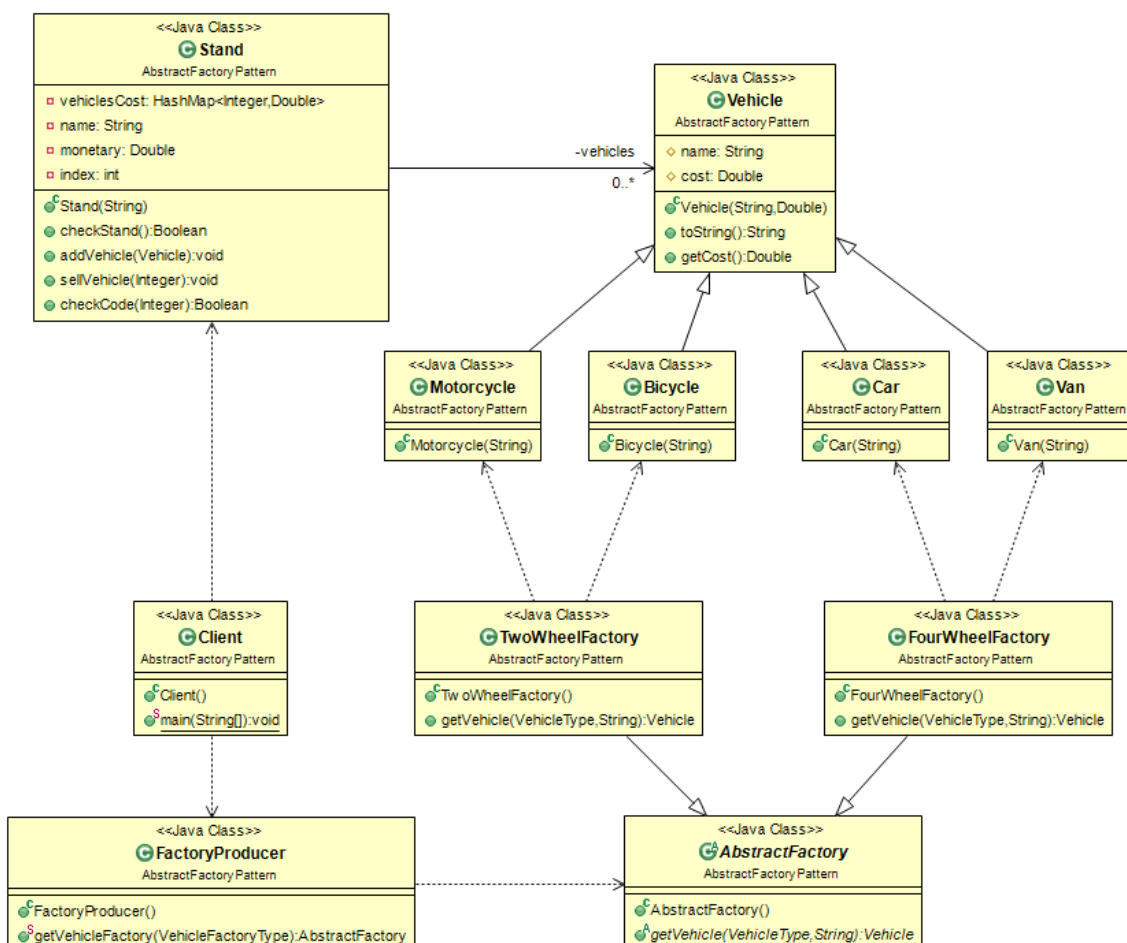 <<Java Class>>
Stand
AbstractFactory Pattern
vehiclesCost: HashMap<Integer,Double>
name: String
monetary: Double
index: int
Stand(String)
checkStand():Boolean
addVehicle(Vehicle):void
sellVehicle(Integer):void
checkCode(Integer):Boolean
-vehicles
0..*
<<Java Class>>
Vehicle
AbstractFactory Pattern
name: String
cost: Double
Vehicle(String,Double)
toString():String
getCost():Double
<<Java Class>>
Motorcycle
AbstractFactory Pattern
Motorcycle(String)
<<Java Class>>
Bicycle
AbstractFactory Pattern
Bicycle(String)
<<Java Class>>
Car
AbstractFactory Pattern
Car(String)
<<Java Class>>
Van
AbstractFactory Pattern
Van(String)
<<Java Class>>
Client
AbstractFactory Pattern
Client()
main(String[]):void
<<Java Class>>
TwoWheelFactory
AbstractFactory Pattern
TwoWheelFactory()
getVehicle(VehicleType,String):Vehicle
<<Java Class>>
FourWheelFactory
AbstractFactory Pattern
FourWheelFactory()
getVehicle(VehicleType,String):Vehicle
<<Java Class>>
FactoryProducer
AbstractFactory Pattern
FactoryProducer()
getVehicleFactory(VehicleFactoryType):AbstractFactory
<<Java Class>>
AbstractFactory
AbstractFactory Pattern
AbstractFactory()
getVehicle(VehicleType,String):Vehicle